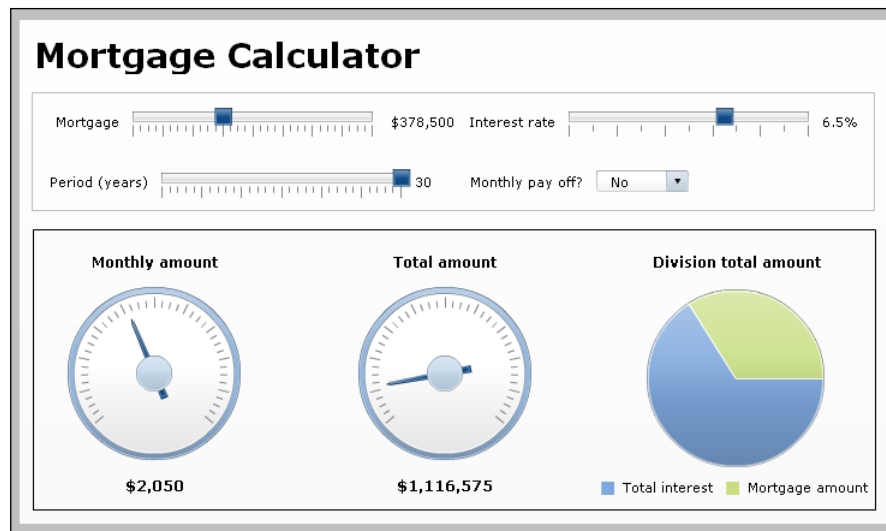 Mortgage Calculator
Mortgage $378,500 Interest rate 6.5%
Period (years) 30 Monthly pay off? No
Monthly amount Total amount Division total amount
$2,050 $1,116,575 Total interest Mortgage amount